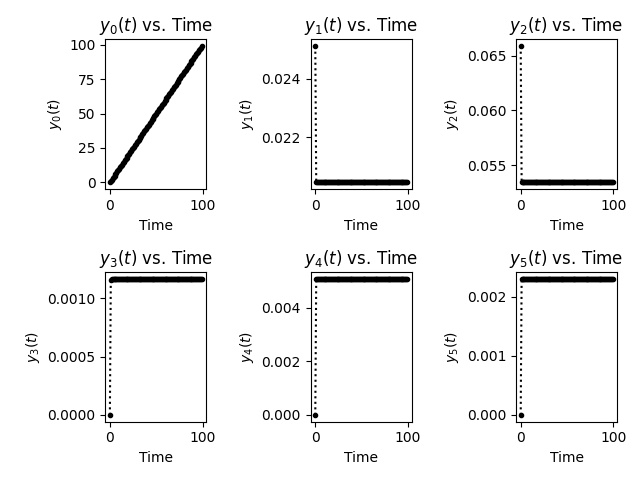 y₀(t) vs. Time
100
75
50
25
0
y₀(t)
0 100
Time
y₁(t) vs. Time
0.024
0.022
y₁(t)
0 100
Time
y₂(t) vs. Time
0.065
0.060
0.055
y₂(t)
0 100
Time
y₃(t) vs. Time
0.0010
0.0005
0.0000
y₃(t)
0 100
Time
y₄(t) vs. Time
0.004
0.002
0.000
y₄(t)
0 100
Time
y₅(t) vs. Time
0.002
0.001
0.000
y₅(t)
0 100
Time